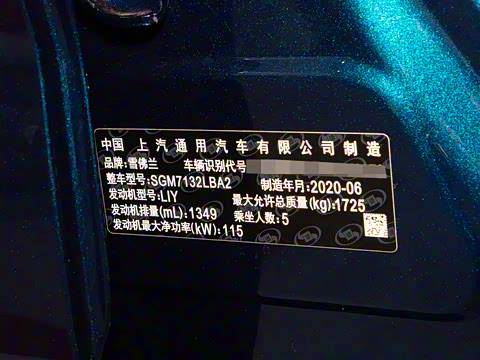 中国 上汽通用汽车有限公司制造
品牌:雪佛兰 车辆识别代号
整车型号:SGM7132LBA2 制造年月:2020-06
发动机型号:LIY 最大允许总质量(kg):1725
发动机排量(mL):1349 乘坐人数:5
发动机最大净功率(kW):115